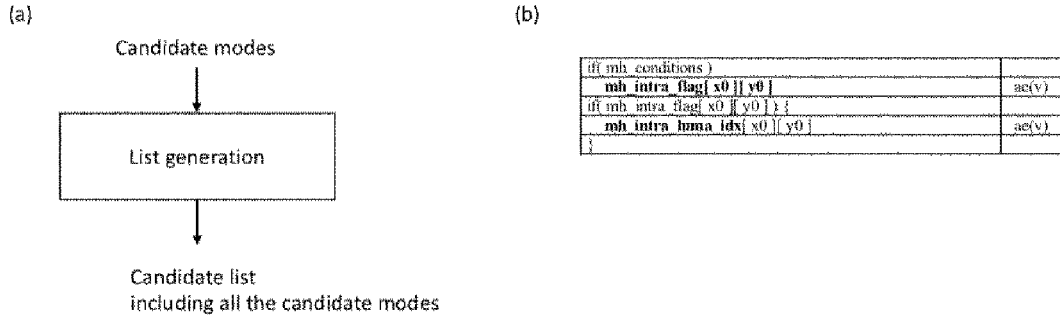 (a)
Candidate modes
List generation
Candidate list
including all the candidate modes
(b)
if( mh_conditions )
mh_intra_flag[ x0 ][ y0 ] ae(v)
if( mh_intra_flag[ x0 ][ y0 ] ) {
mh_intra_luma_idx[ x0 ][ y0 ] ae(v)
}